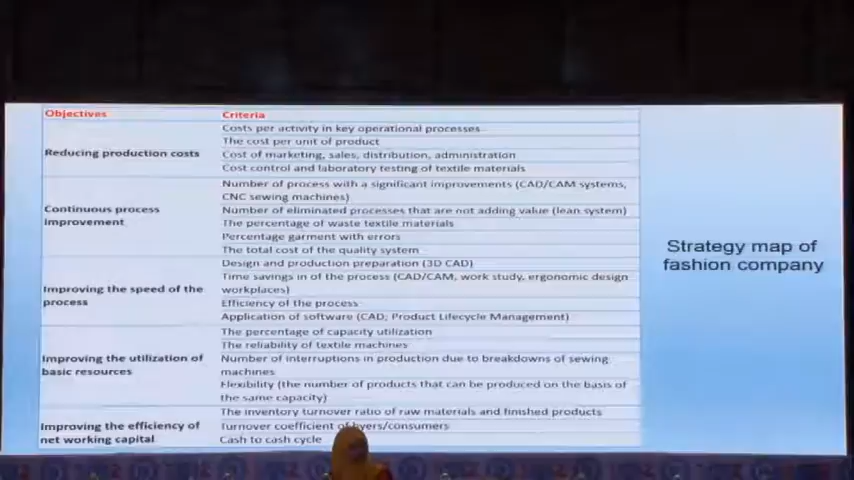 Objectives
Criteria
Reducing production costs
Costs per activity in key operational processes
The cost per unit of product
Cost of marketing, sales, distribution, administration
Cost control and laboratory testing of textile materials
Continuous process
improvement
Number of process with a significant improvements (CAD/CAM systems,
CNC sewing machines)
Number of eliminated processes that are not adding value (lean system)
The percentage of waste textile materials
Percentage garment with errors
The total cost of the quality system
Improving the speed of the
process
Design and production preparation (3D CAD)
Time savings in of the process (CAD/CAM, work study, ergonomic design
workplaces)
Efficiency of the process
Application of software (CAD; Product Lifecycle Management)
Improving the utilization of
basic resources
The percentage of capacity utilization
The reliability of textile machines
Number of interruptions in production due to breakdowns of sewing
machines
Flexibility (the number of products that can be produced on the basis of
the same capacity)
Improving the efficiency of
net working capital
The inventory turnover ratio of raw materials and finished products
Turnover coefficient of byers/consumers
Cash to cash cycle
Strategy map of
fashion company